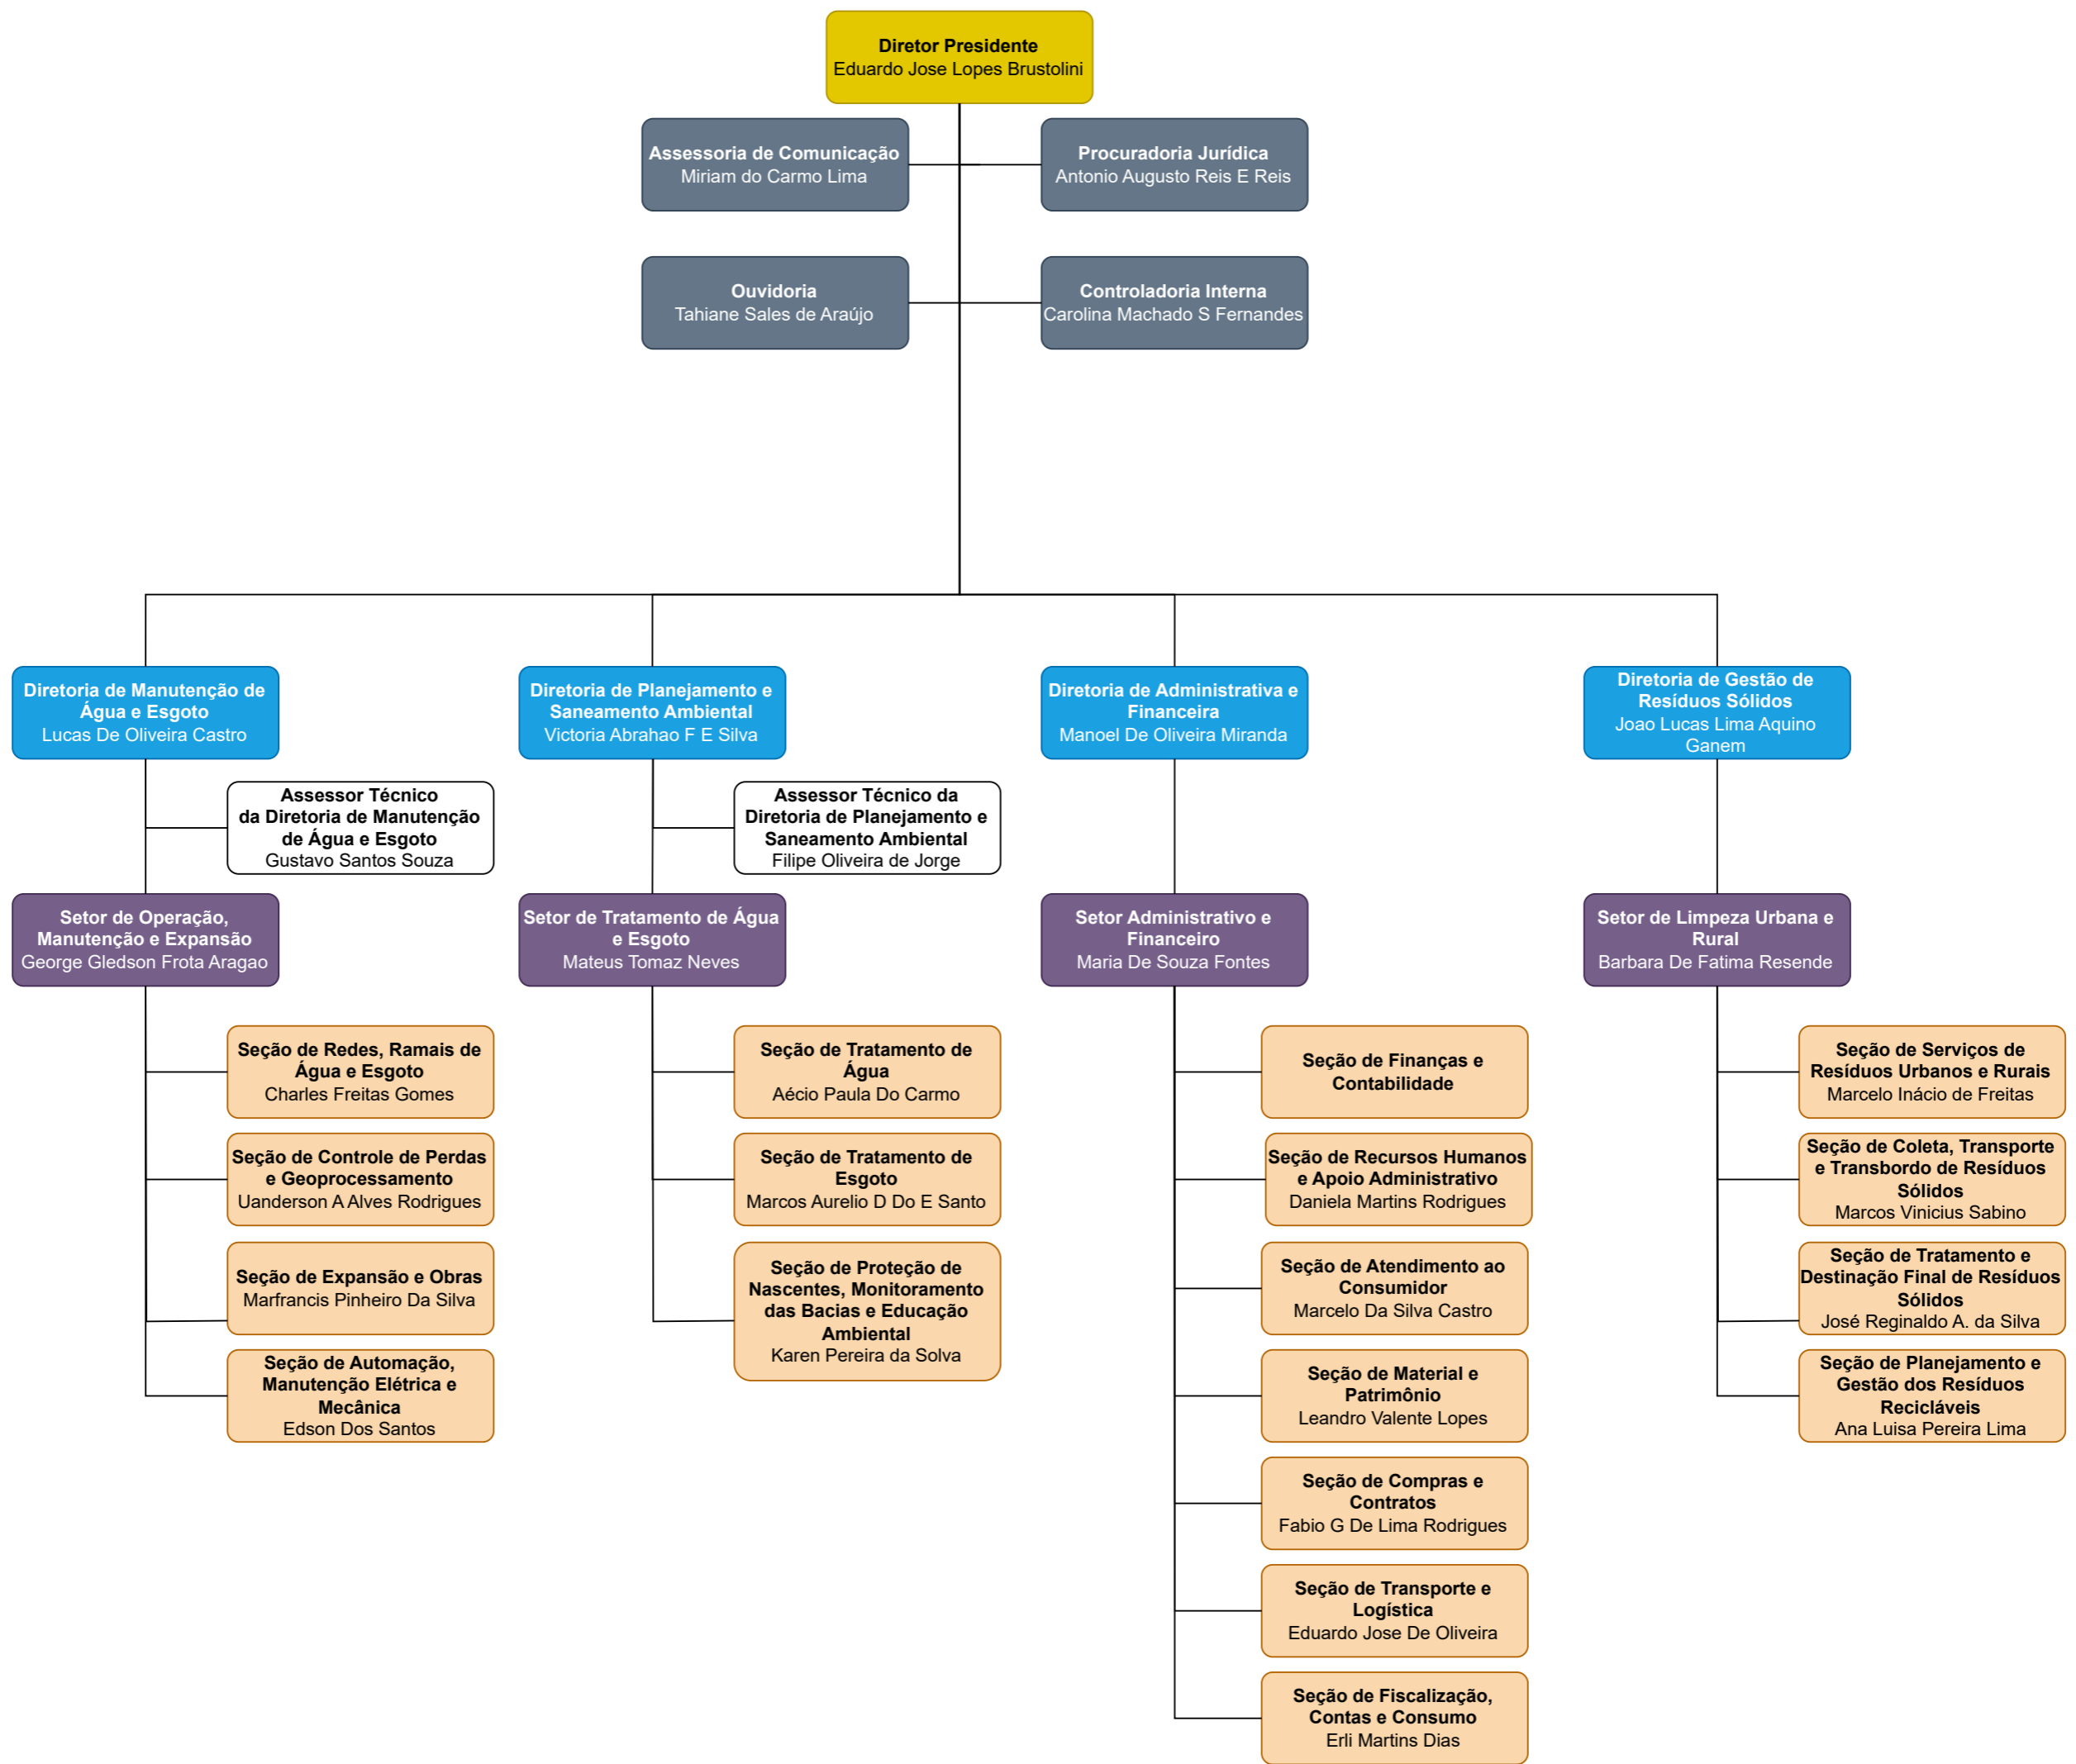 Diretor Presidente
Eduardo Jose Lopes Brustolini
Assessoria de Comunicação
Miriam do Carmo Lima
Procuradoria Jurídica
Antonio Augusto Reis E Reis
Ouvidoria
Tahiane Sales de Araújo
Controladoria Interna
Carolina Machado S Fernandes
Diretoria de Manutenção de
Água e Esgoto
Lucas De Oliveira Castro
Diretoria de Planejamento e
Saneamento Ambiental
Victoria Abrahao F E Silva
Diretoria de Administrativa e
Financeira
Manoel De Oliveira Miranda
Diretoria de Gestão de
Resíduos Sólidos
Joao Lucas Lima Aquino
Ganem
Assessor Técnico
da Diretoria de Manutenção
de Água e Esgoto
Gustavo Santos Souza
Assessor Técnico da
Diretoria de Planejamento e
Saneamento Ambiental
Filipe Oliveira de Jorge
Setor de Operação,
Manutenção e Expansão
George Gledson Frota Aragao
Setor de Tratamento de Água
e Esgoto
Mateus Tomaz Neves
Setor Administrativo e
Financeiro
Maria De Souza Fontes
Setor de Limpeza Urbana e
Rural
Barbara De Fatima Resende
Seção de Redes, Ramais de
Água e Esgoto
Charles Freitas Gomes
Seção de Controle de Perdas
e Geoprocessamento
Uanderson A Alves Rodrigues
Seção de Expansão e Obras
Marfrancis Pinheiro Da Silva
Seção de Automação,
Manutenção Elétrica e
Mecânica
Edson Dos Santos
Seção de Tratamento de
Água
Aécio Paula Do Carmo
Seção de Tratamento de
Esgoto
Marcos Aurelio D Do E Santo
Seção de Proteção de
Nascentes, Monitoramento
das Bacias e Educação
Ambiental
Karen Pereira da Solva
Seção de Finanças e
Contabilidade
Seção de Recursos Humanos
e Apoio Administrativo
Daniela Martins Rodrigues
Seção de Atendimento ao
Consumidor
Marcelo Da Silva Castro
Seção de Material e
Patrimônio
Leandro Valente Lopes
Seção de Compras e
Contratos
Fabio G De Lima Rodrigues
Seção de Transporte e
Logística
Eduardo Jose De Oliveira
Seção de Fiscalização,
Contas e Consumo
Erli Martins Dias
Seção de Serviços de
Resíduos Urbanos e Rurais
Marcelo Inácio de Freitas
Seção de Coleta, Transporte
e Transbordo de Resíduos
Sólidos
Marcos Vinicius Sabino
Seção de Tratamento e
Destinação Final de Resíduos
Sólidos
José Reginaldo A. da Silva
Seção de Planejamento e
Gestão dos Resíduos
Recicláveis
Ana Luisa Pereira Lima